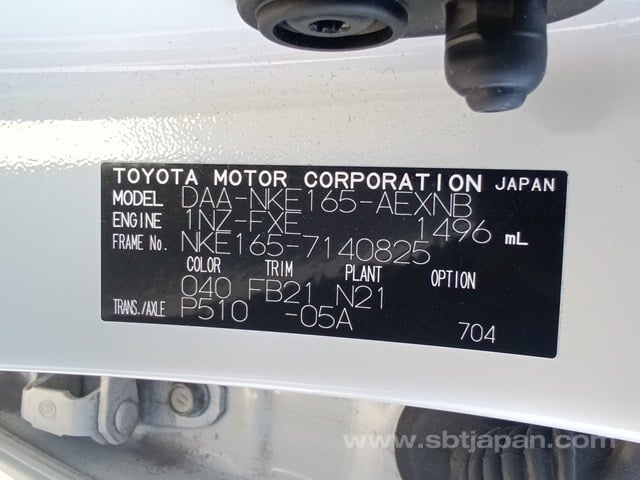 TOYOTA MOTOR CORPORATION JAPAN
MODEL DAA-NKE165-AEXNB
ENGINE 1NZ-FXE 1496 mL
FRAME No. NKE165-7140825
COLOR TRIM PLANT OPTION
040 FB21 N21
TRANS./AXLE P510 -05A
704
www.sbtjapan.com